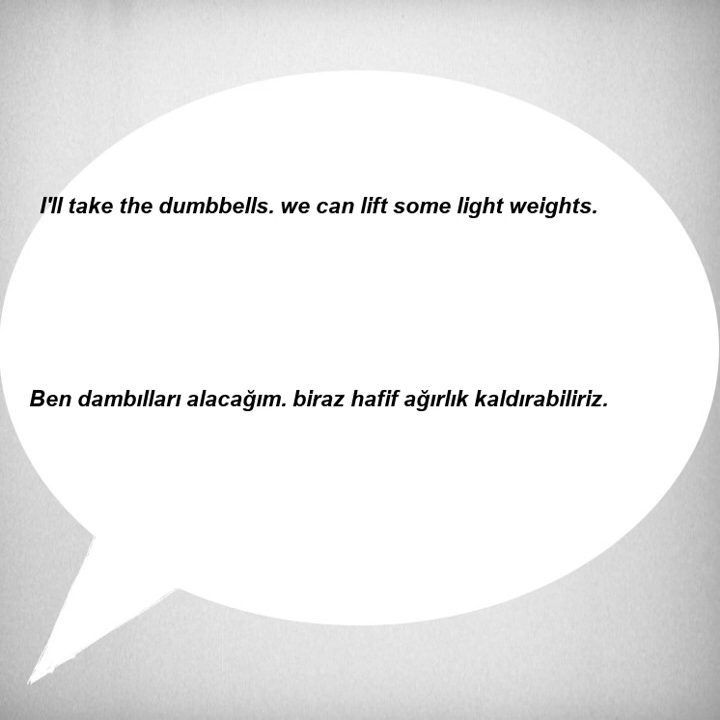 I'll take the dumbbells. we can lift some light weights.
Ben dambılları alacağım. biraz hafif ağırlık kaldırabiliriz.